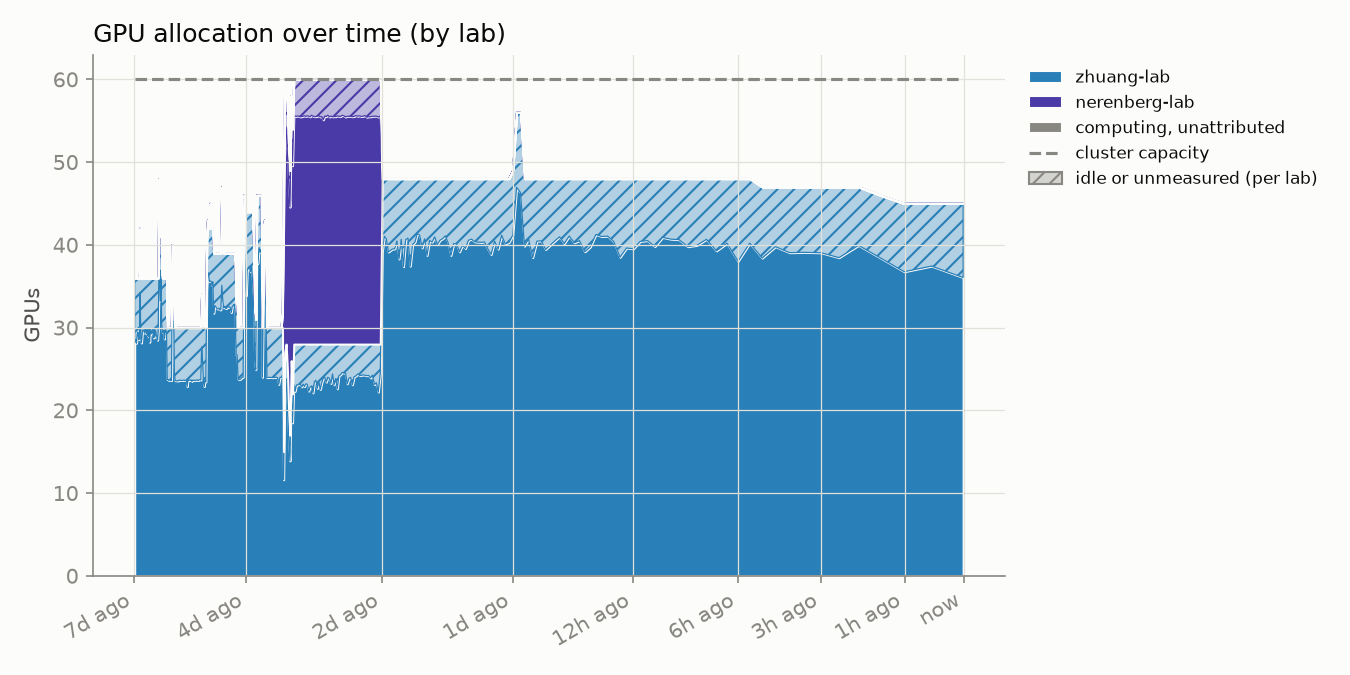 GPU allocation over time (by lab)
GPUs
60
50
40
30
20
10
0
7d ago
4d ago
2d ago
1d ago
12h ago
6h ago
3h ago
1h ago
now
zhuang-lab
nerenberg-lab
computing, unattributed
cluster capacity
idle or unmeasured (per lab)